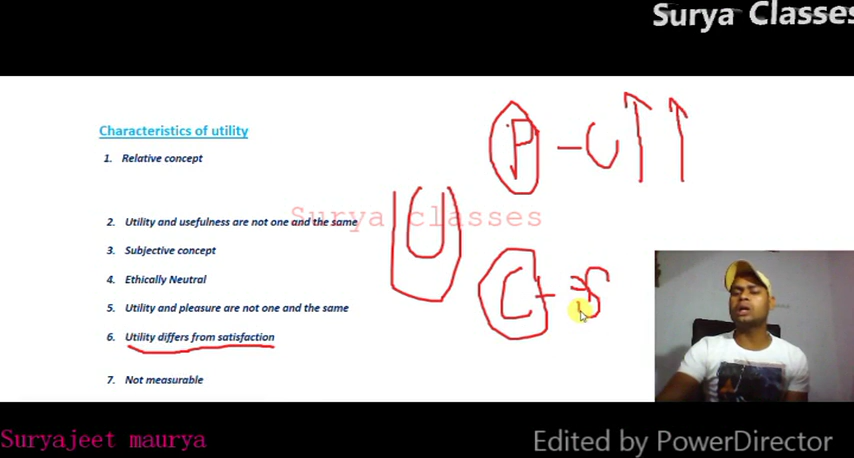 Surya Classes
Characteristics of utility
1. Relative concept
2. Utility and usefulness are not one and the same
Surya classes
3. Subjective concept
4. Ethically Neutral
5. Utility and pleasure are not one and the same
6. Utility differs from satisfaction
7. Not measurable
P - U
U
C
Suryajeet maurya
Edited by PowerDirector